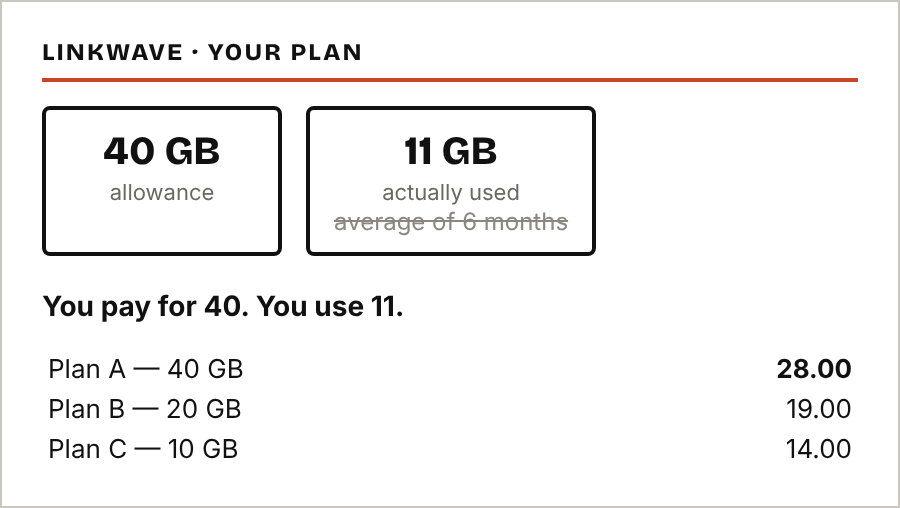 LINKWAVE · YOUR PLAN
40 GB
allowance
11 GB
actually used
average of 6 months
You pay for 40. You use 11.
Plan A — 40 GB 28.00
Plan B — 20 GB 19.00
Plan C — 10 GB 14.00